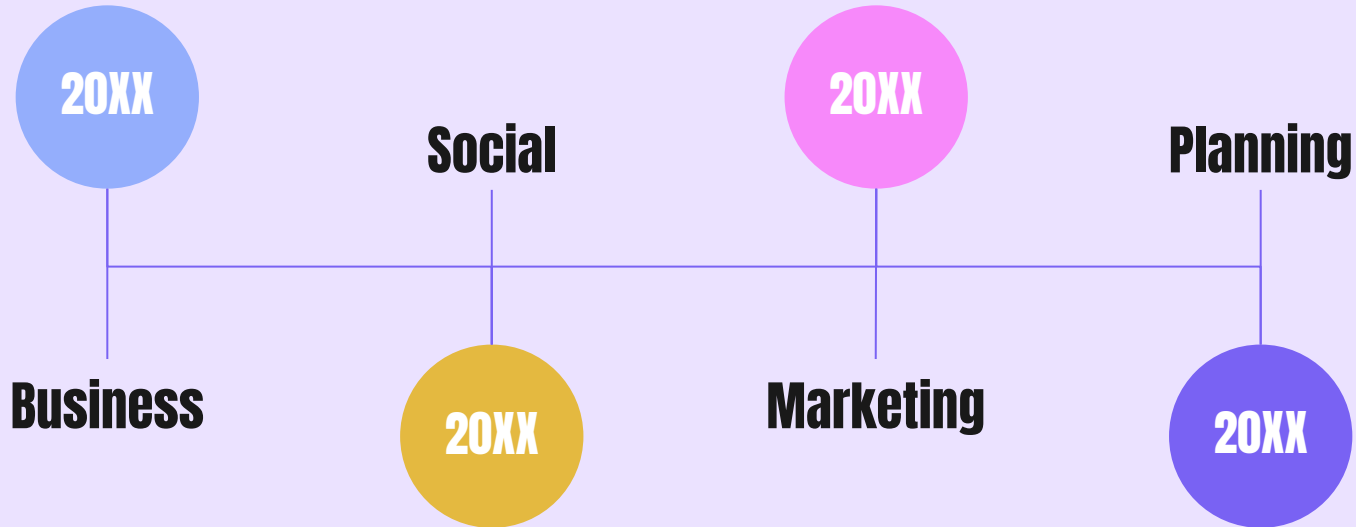 20XX
20XX
Social
Planning
Business
Marketing
20XX
20XX